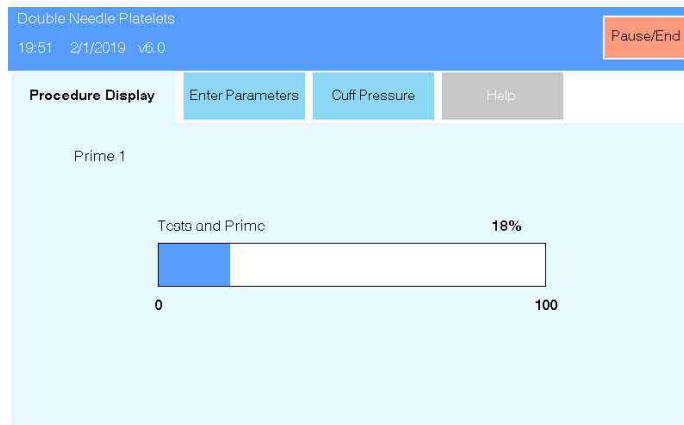 Double Needle Platelets
19:51 2/1/2019 v6.0
Pause/End
Procedure Display
Enter Parameters
Cuff Pressure
Help
Prime 1
Tests and Prime
18%
0
100